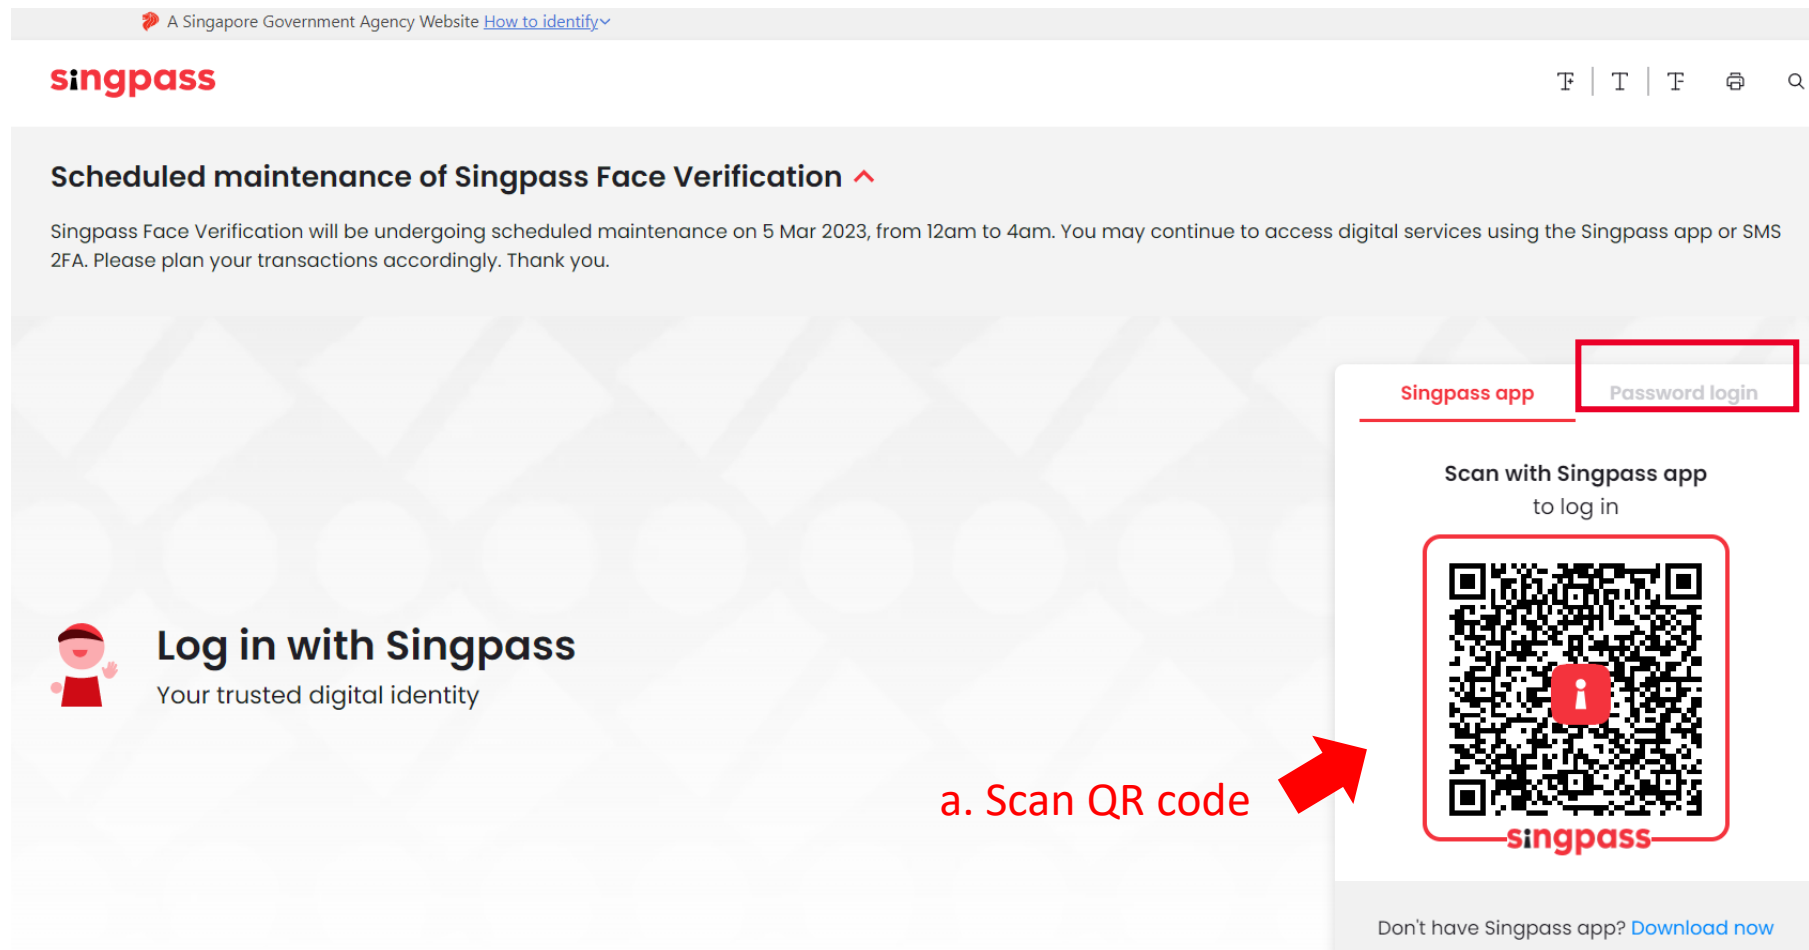 A Singapore Government Agency Website How to identify
singpass
T+ T T-
Scheduled maintenance of Singpass Face Verification
Singpass Face Verification will be undergoing scheduled maintenance on 5 Mar 2023, from 12am to 4am. You may continue to access digital services using the Singpass app or SMS
2FA. Please plan your transactions accordingly. Thank you.
Singpass app Password login
Scan with Singpass app
to log in
Log in with Singpass
Your trusted digital identity
a. Scan QR code
singpass
Don't have Singpass app? Download now